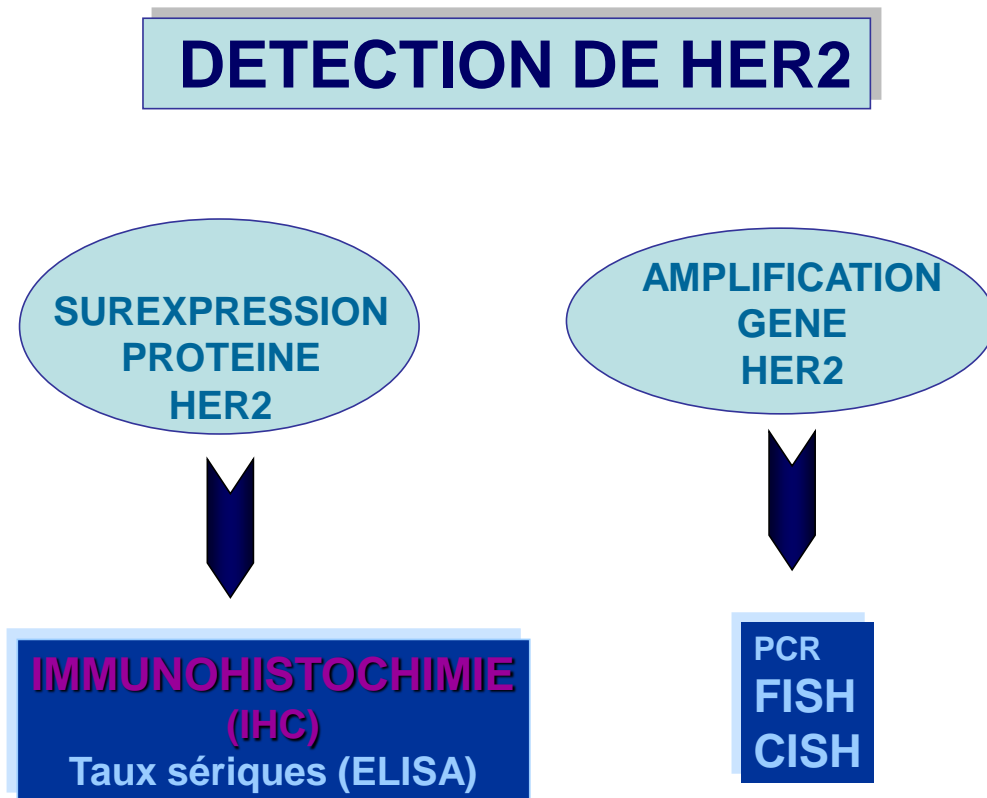 DETECTION DE HER2
SUREXPRESSION
PROTEINE
HER2
AMPLIFICATION
GENE
HER2
IMMUNOHISTOCHIMIE
(IHC)
Taux sériques (ELISA)
PCR
FISH
CISH